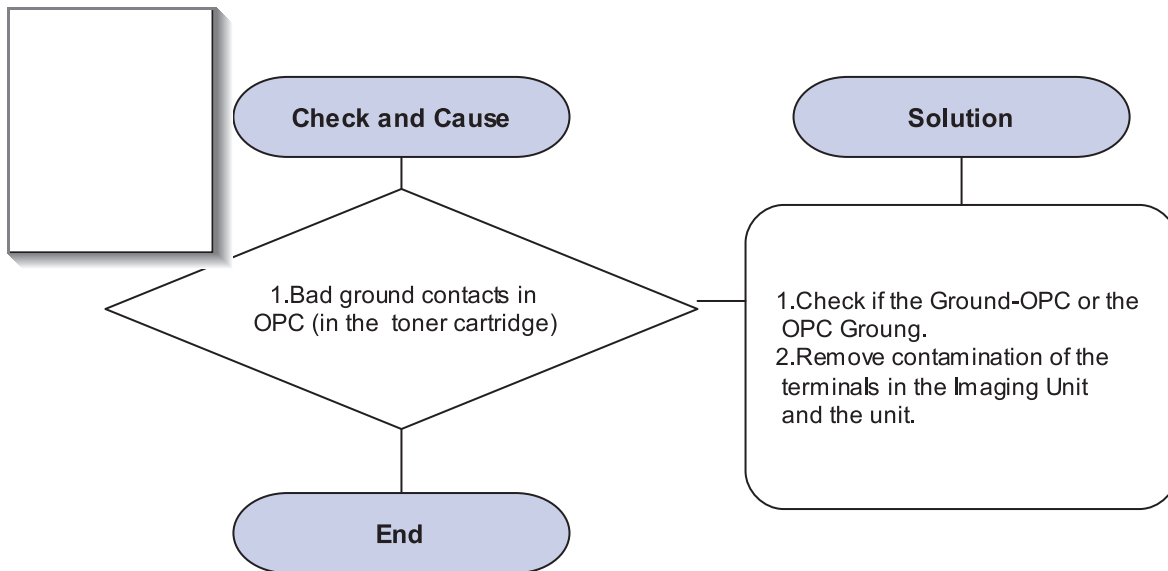 Check and Cause
Solution
1.Bad ground contacts in
OPC (in the toner cartridge)
1.Check if the Ground-OPC or the
OPC Groung.
2.Remove contamination of the
terminals in the Imaging Unit
and the unit.
End